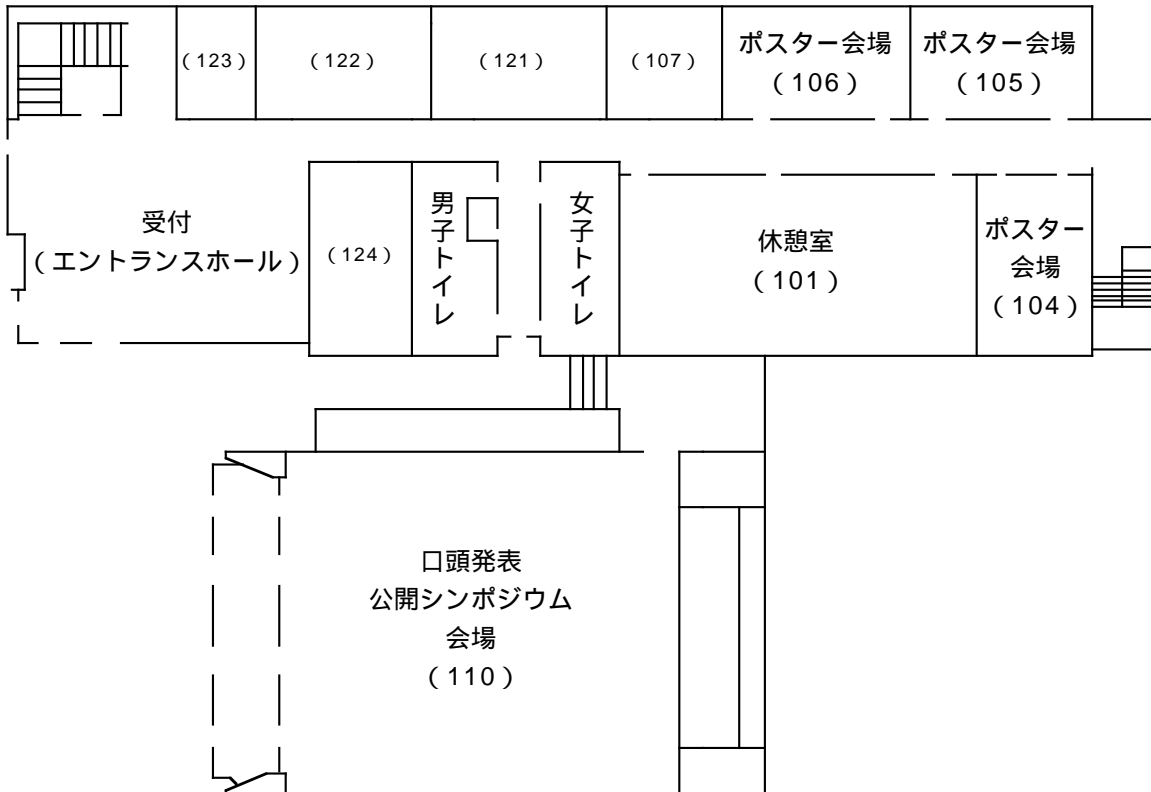 （123）
（122）
（121）
（107）
ポスター会場
（106）
ポスター会場
（105）
受付
（エントランスホール）
（124）
男子トイレ
女子トイレ
休憩室
（101）
ポスター
会場
（104）
口頭発表
公開シンポジウム
会場
（110）